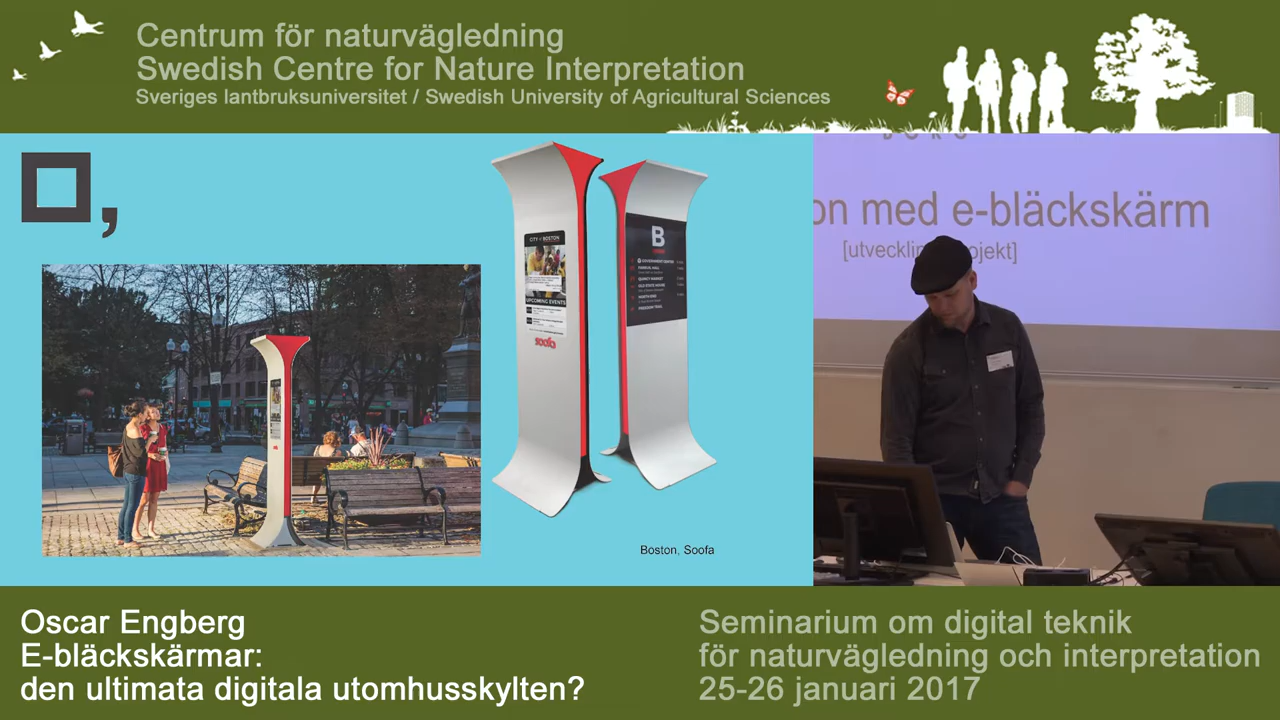 Centrum för naturvägledning
Swedish Centre for Nature Interpretation
Sveriges lantbruksuniversitet / Swedish University of Agricultural Sciences
CITY of BOSTON
UPCOMING EVENTS
soofa
B
Boston, Soofa
on med e-bläckskärm
Oscar Engberg
E-bläckskärmar:
den ultimata digitala utomhusskylten?
Seminarium om digital teknik
för naturvägledning och interpretation
25-26 januari 2017